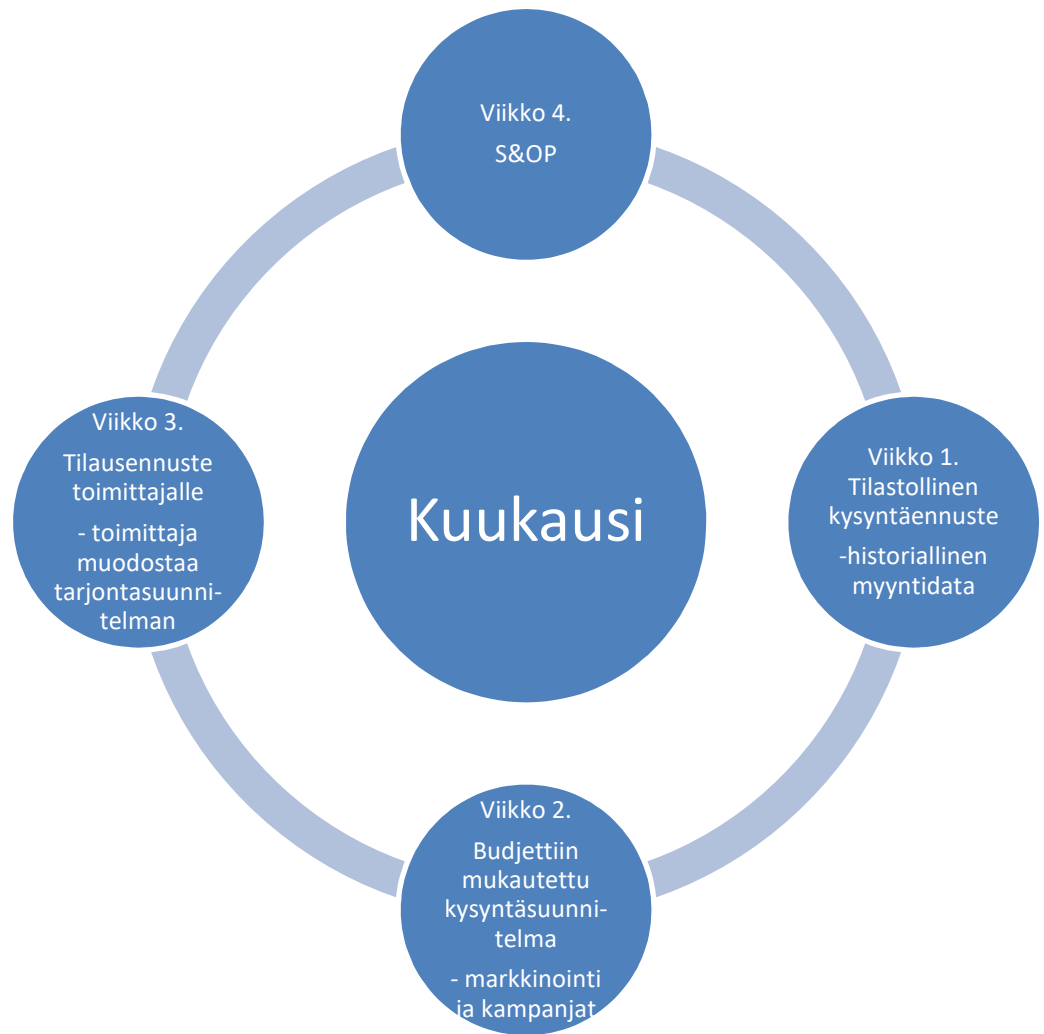 Viikko 4.
S&OP
Kuukausi
Viikko 1.
Tilastollinen
kysyntäennuste
-historiallinen
myyntidata
Viikko 2.
Budjettiin
mukautettu
kysyntäsuunni-
telma
- markkinointi
ja kampanjat
Viikko 3.
Tilausennuste
toimittajalle
- toimittaja
muodostaa
tarjontasuunni-
telman